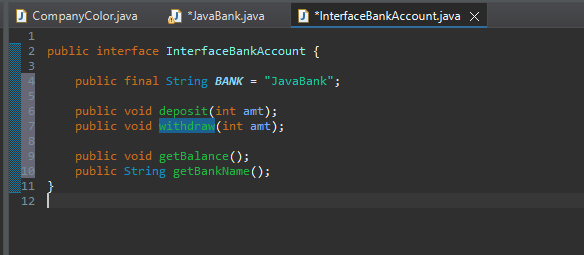 CompanyColor.java *JavaBank.java *InterfaceBankAccount.java
1
2 public interface InterfaceBankAccount {
3
4 public final String BANK = "JavaBank";
5
6 public void deposit(int amt);
7 public void withdraw(int amt);
8
9 public void getBalance();
10 public String getBankName();
11 }
12